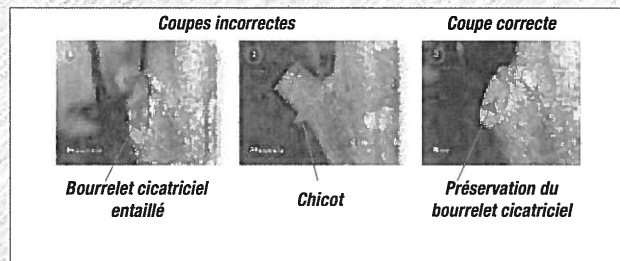 Coupes incorrectes
Coupe correcte
Bourrelet cicatriciel
entaillé
Chicot
Préservation du
bourrelet cicatriciel